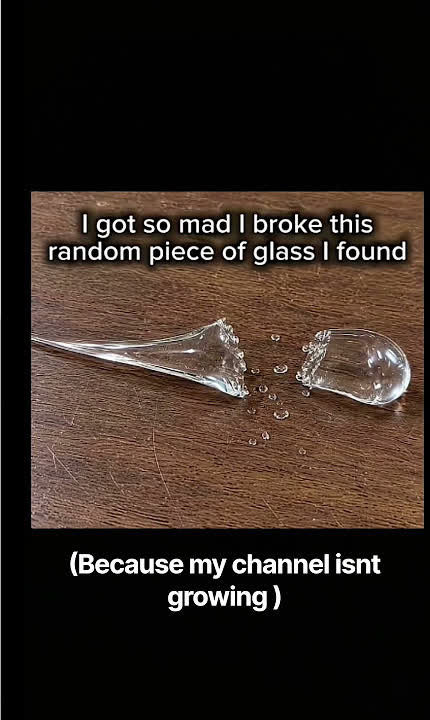 I got so mad I broke this
random piece of glass I found
(Because my channel isnt
growing )